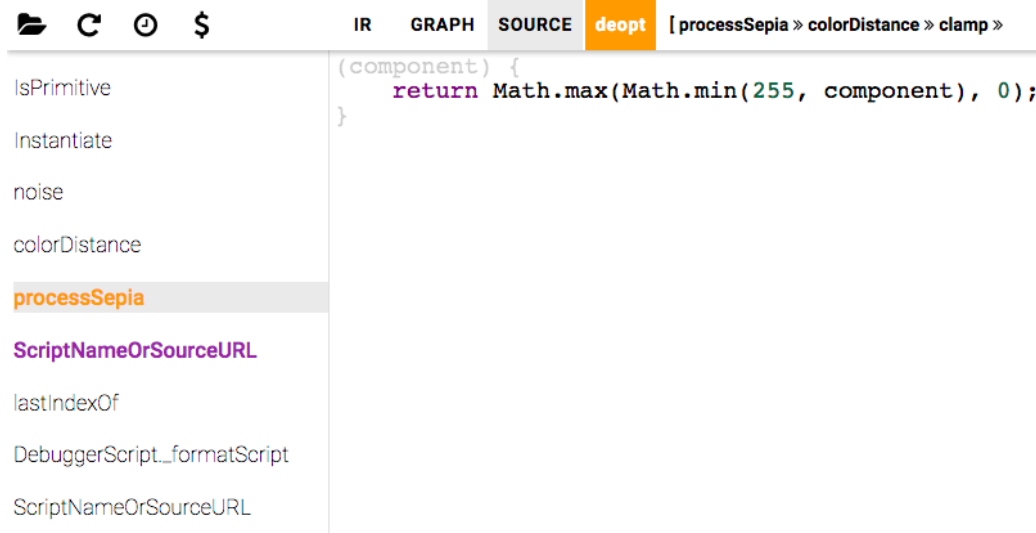 IR GRAPH SOURCE deopt [ processSepia » colorDistance » clamp »
IsPrimitive
Instantiate
noise
colorDistance
processSepia
ScriptNameOrSourceURL
lastIndexOf
DebuggerScript._formatScript
ScriptNameOrSourceURL
(component) {
    return Math.max(Math.min(255, component), 0);
}